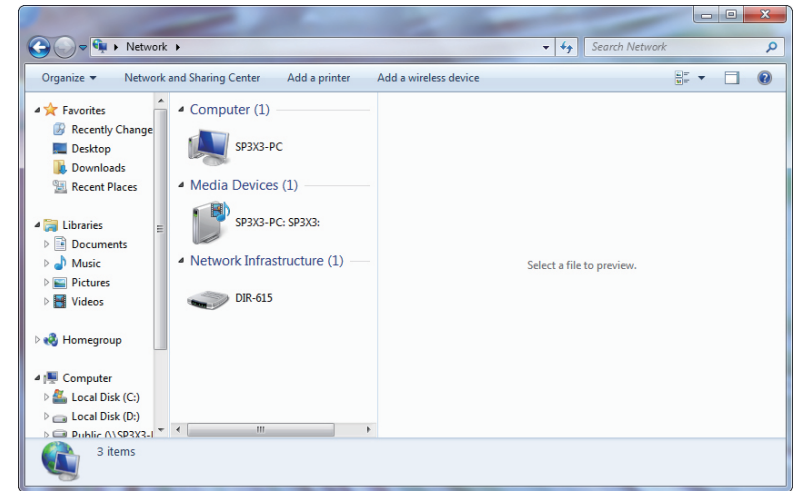 Network
Search Network
Organize Network and Sharing Center Add a printer Add a wireless device
Favorites
Recently Change
Desktop
Downloads
Recent Places
Libraries
Documents
Music
Pictures
Videos
Homegroup
Computer
Local Disk (C:)
Local Disk (D:)
Public (\\SP3X3-
Computer (1)
SP3X3-PC
Media Devices (1)
SP3X3-PC: SP3X3:
Network Infrastructure (1)
DIR-615
Select a file to preview.
3 items